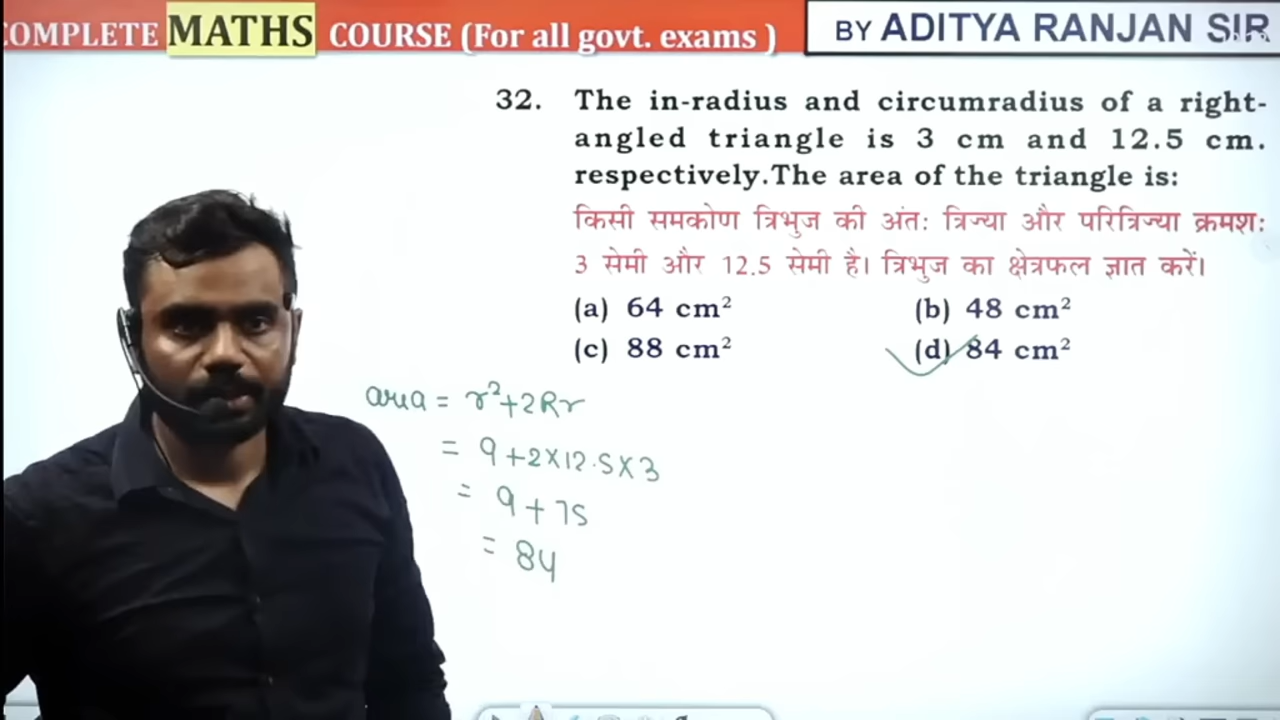 COMPLETE MATHS COURSE (For all govt. exams )
BY ADITYA RANJAN SIR
32. The in-radius and circumradius of a right-
angled triangle is 3 cm and 12.5 cm.
respectively.The area of the triangle is:
किसी समकोण त्रिभुज की अंतः त्रिज्या और परित्रिज्या क्रमशः
3 सेमी और 12.5 सेमी है। त्रिभुज का क्षेत्रफल ज्ञात करें।
(a) 64 cm² (b) 48 cm²
(c) 88 cm² (d) 84 cm²
area = r²+2Rr
= 9+2×12.5×3
= 9+75
= 84